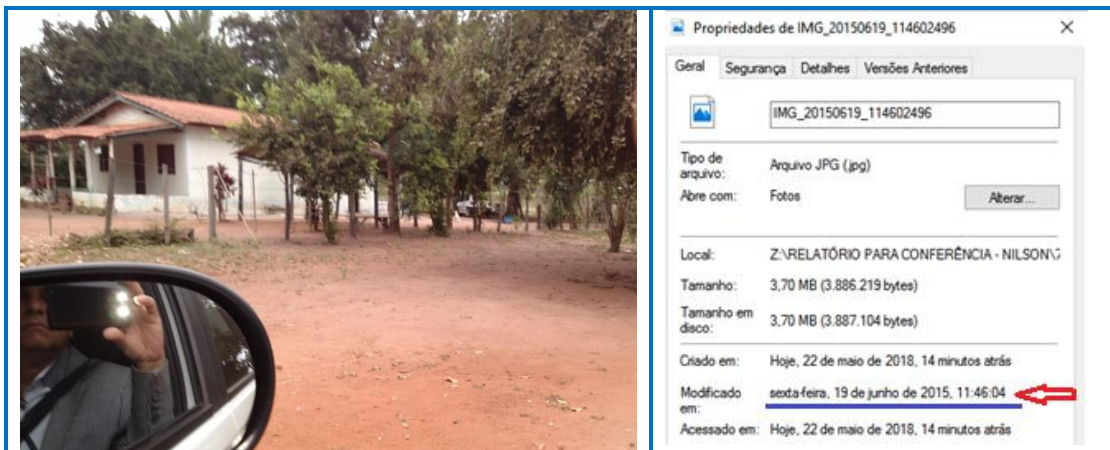 Propriedades de IMG_20150619_114602496
Geral Segurança Detalhes Versões Anteriores
IMG_20150619_114602496
Tipo de arquivo: Arquivo JPG (.jpg)
Abre com: Fotos Alterar...
Local: Z:\RELATÓRIO PARA CONFERÊNCIA - NILSON\
Tamanho: 3,70 MB (3.886.219 bytes)
Tamanho em disco: 3,70 MB (3.887.104 bytes)
Criado em: Hoje, 22 de maio de 2018, 14 minutos atrás
Modificado em: sexta-feira, 19 de junho de 2015, 11:46:04
Acessado em: Hoje, 22 de maio de 2018, 14 minutos atrás